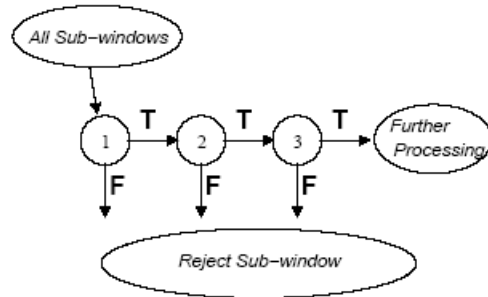 All Sub-windows
1 T 2 T 3 T
Further
Processing
F F F
Reject Sub-window